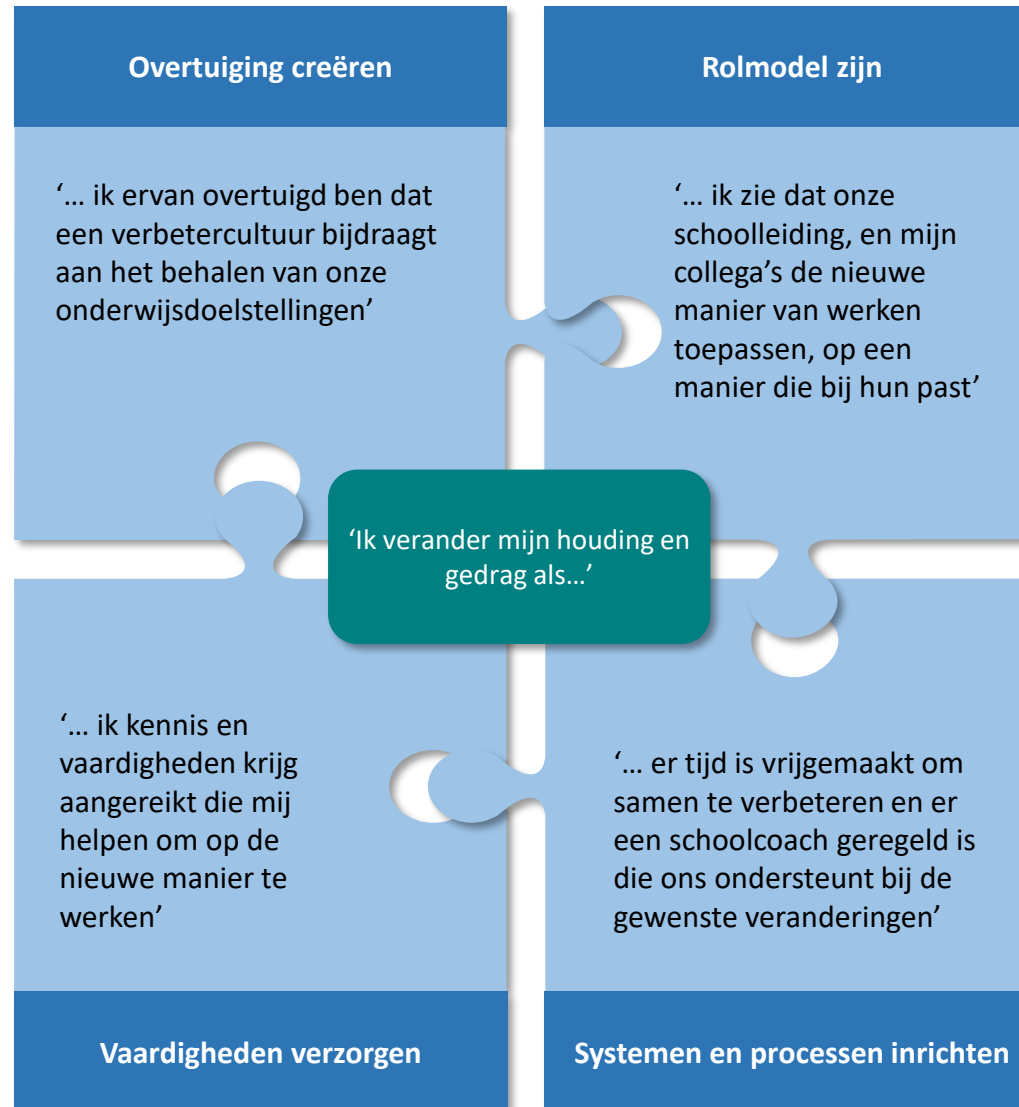 Overtuiging creëren
‘… ik ervan overtuigd ben dat
een verbetercultuur bijdraagt
aan het behalen van onze
onderwijsdoelstellingen’
Rolmodel zijn
‘… ik zie dat onze
schoolleiding, en mijn
collega’s de nieuwe
manier van werken
toepassen, op een
manier die bij hun past’
‘Ik verander mijn houding en
gedrag als…’
‘… ik kennis en
vaardigheden krijg
aangereikt die mij
helpen om op de
nieuwe manier te
werken’
Vaardigheden verzorgen
‘… er tijd is vrijgemaakt om
samen te verbeteren en er
een schoolcoach geregeld is
die ons ondersteunt bij de
gewenste veranderingen’
Systemen en processen inrichten